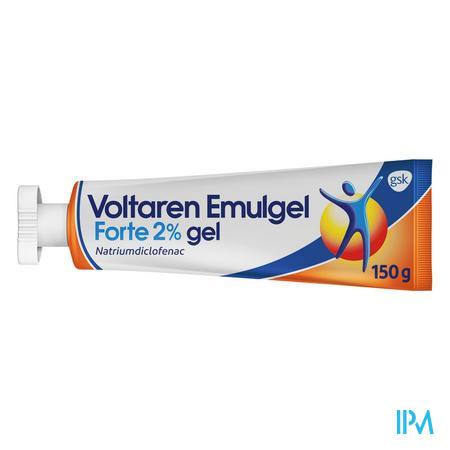 gsk
Voltaren Emulgel
Forte 2% gel
Natriumdiclofenac
150 g
IPM